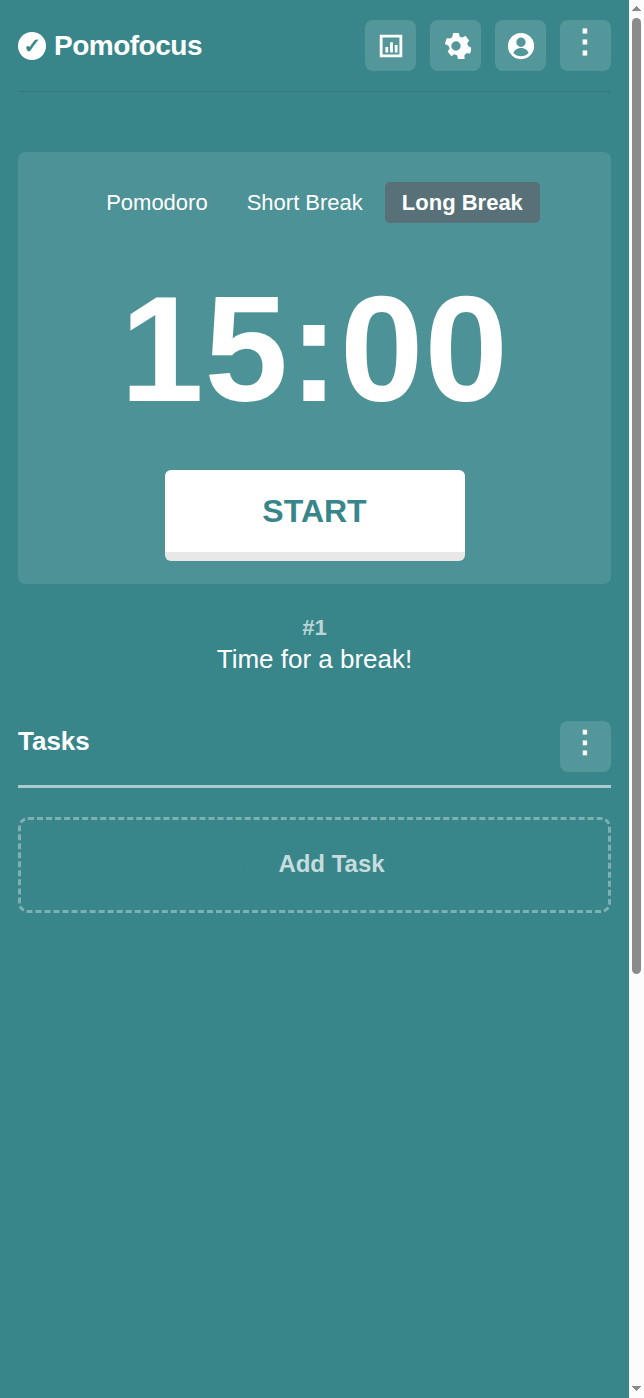 Pomofocus
Pomodoro Short Break Long Break
15:00
START
#1
Time for a break!
Tasks
Add Task